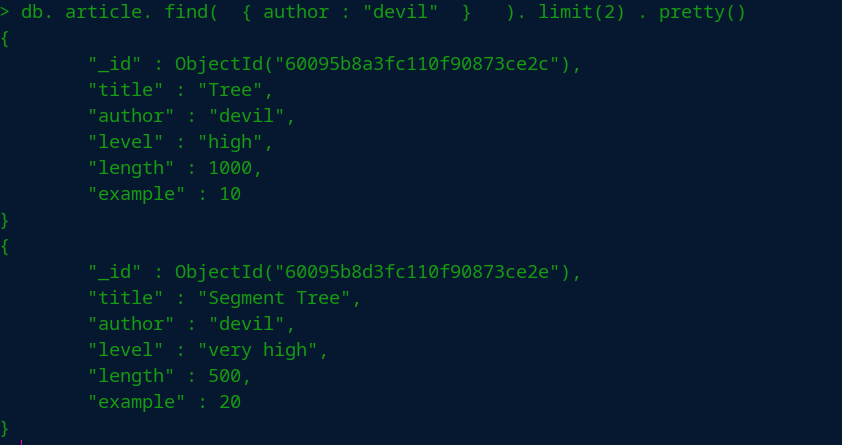 > db. article. find(  { author : "devil"  }   ). limit(2) . pretty()
{
        "_id" : ObjectId("60095b8a3fc110f90873ce2c"),
        "title" : "Tree",
        "author" : "devil",
        "level" : "high",
        "length" : 1000,
        "example" : 10
}
{
        "_id" : ObjectId("60095b8d3fc110f90873ce2e"),
        "title" : "Segment Tree",
        "author" : "devil",
        "level" : "very high",
        "length" : 500,
        "example" : 20
}